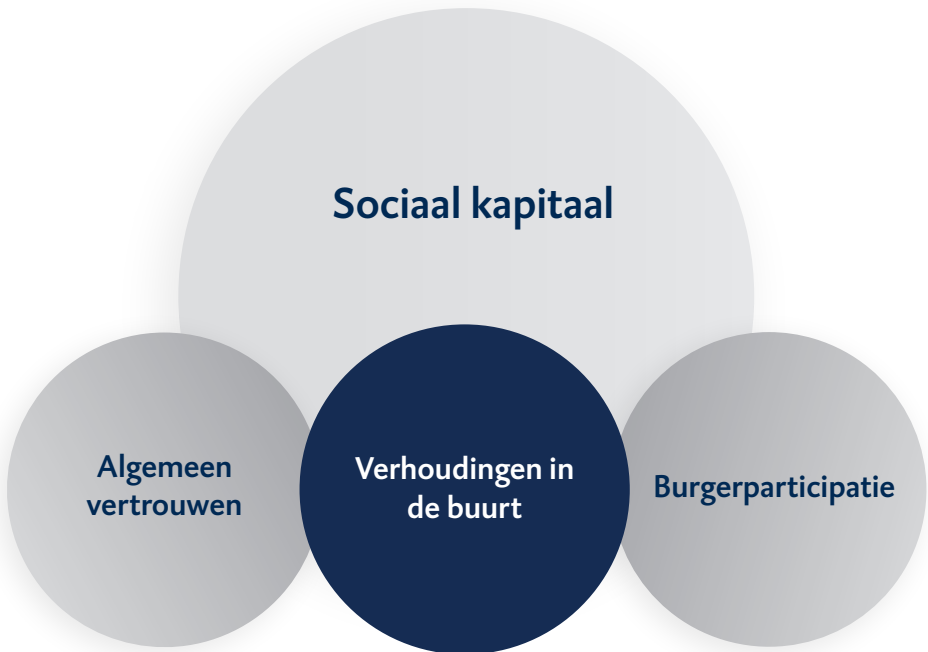 Sociaal kapitaal
Algemeen
vertrouwen
Verhoudingen in
de buurt
Burgerparticipatie